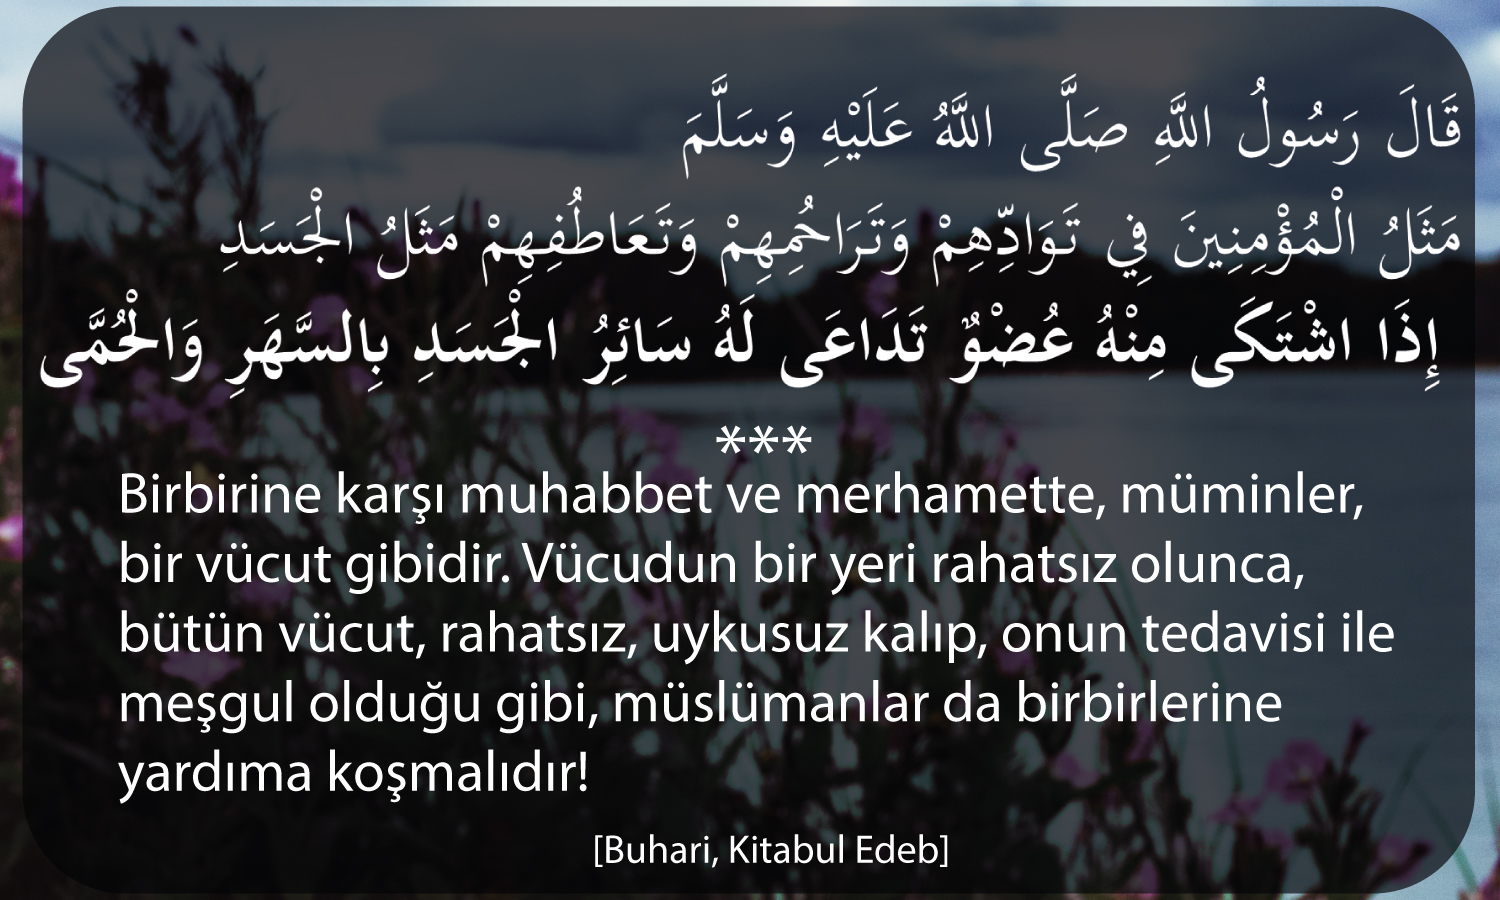 قَالَ رَسُولُ اللَّهِ صَلَّى اللَّهُ عَلَيْهِ وَسَلَّمَ
مَثَلُ الْمُؤْمِنِينَ فِي تَوَادِّهِمْ وَتَرَاحُمِهِمْ وَتَعَاطُفِهِمْ مَثَلُ الْجَسَدِ
إِذَا اشْتَكَى مِنْهُ عُضْوٌ تَدَاعَى لَهُ سَائِرُ الْجَسَدِ بِالسَّهَرِ وَالْحُمَّى
***
Birbirine karşı muhabbet ve merhamette, müminler,
bir vücut gibidir. Vücudun bir yeri rahatsız olunca,
bütün vücut, rahatsız, uykusuz kalıp, onun tedavisi ile
meşgul olduğu gibi, müslümanlar da birbirlerine
yardıma koşmalıdır!
[Buhari, Kitabul Edeb]